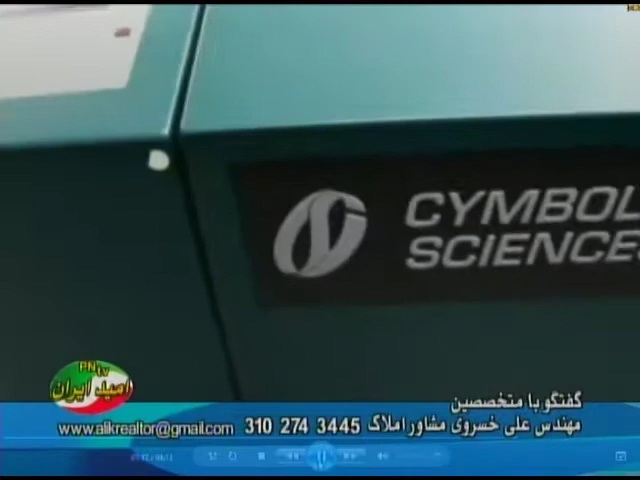 CYMBOL
SCIENCES
PNtv
امید ایران
گفتگو با متخصصین
مهندس علی خسروی مشاور املاک 310 274 3445 www.alikrealtor@gmail.com